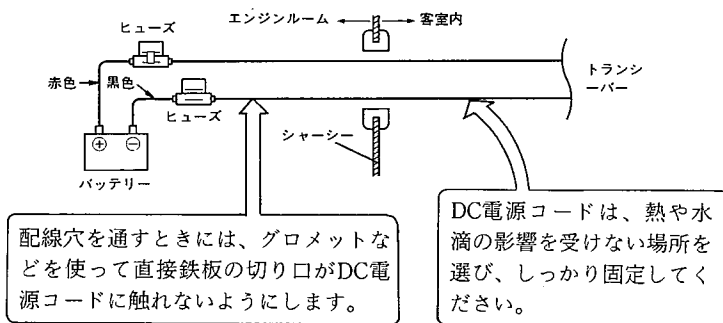 エンジンルーム 客室内
ヒューズ
赤色 黒色
ヒューズ
トランシ
ーバー
シャーシー
⊕ ⊖
バッテリー
配線穴を通すときには、グロメットな
どを使って直接鉄板の切り口がDC電
源コードに触れないようにします。
DC電源コードは、熱や水
滴の影響を受けない場所を
選び、しっかり固定してく
ださい。